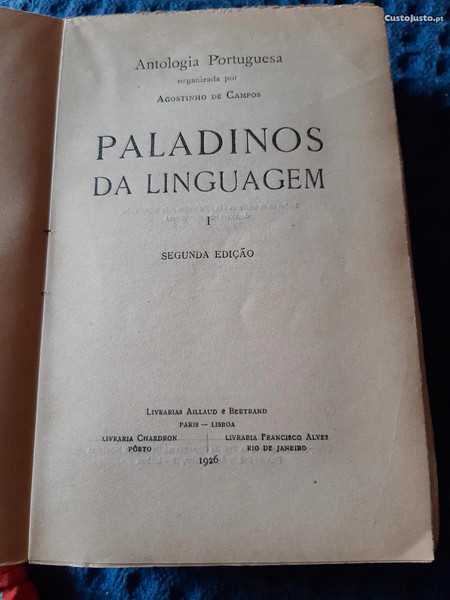 CustoJusto.pt
Antologia Portuguesa
organizada por
AGOSTINHO DE CAMPOS
PALADINOS
DA LINGUAGEM
I
SEGUNDA EDIÇÃO
LIVRARIAS AILLAUD e BERTRAND
PARIS — LISBOA
LIVRARIA CHARDRON
PÔRTO
LIVRARIA FRANCISCO ALVES
RIO DE JANEIRO
1926